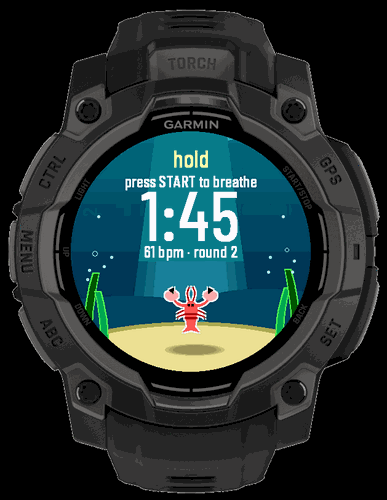 TORCH
GARMIN
CTRL
LIGHT
GPS
START/STOP
hold
press START to breathe
1:45
61 bpm · round 2
MENU
UP
ABC
DOWN
SET
BACK